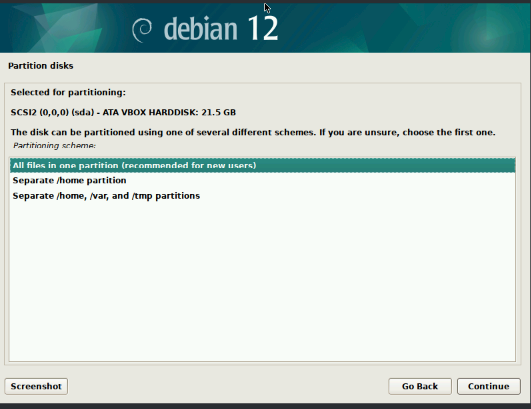 debian 12
Partition disks
Selected for partitioning:
SCSI2 (0,0,0) (sda) - ATA VBOX HARDDISK: 21.5 GB
The disk can be partitioned using one of several different schemes. If you are unsure, choose the first one.
Partitioning scheme:
All files in one partition (recommended for new users)
Separate /home partition
Separate /home, /var, and /tmp partitions
Screenshot
Go Back
Continue